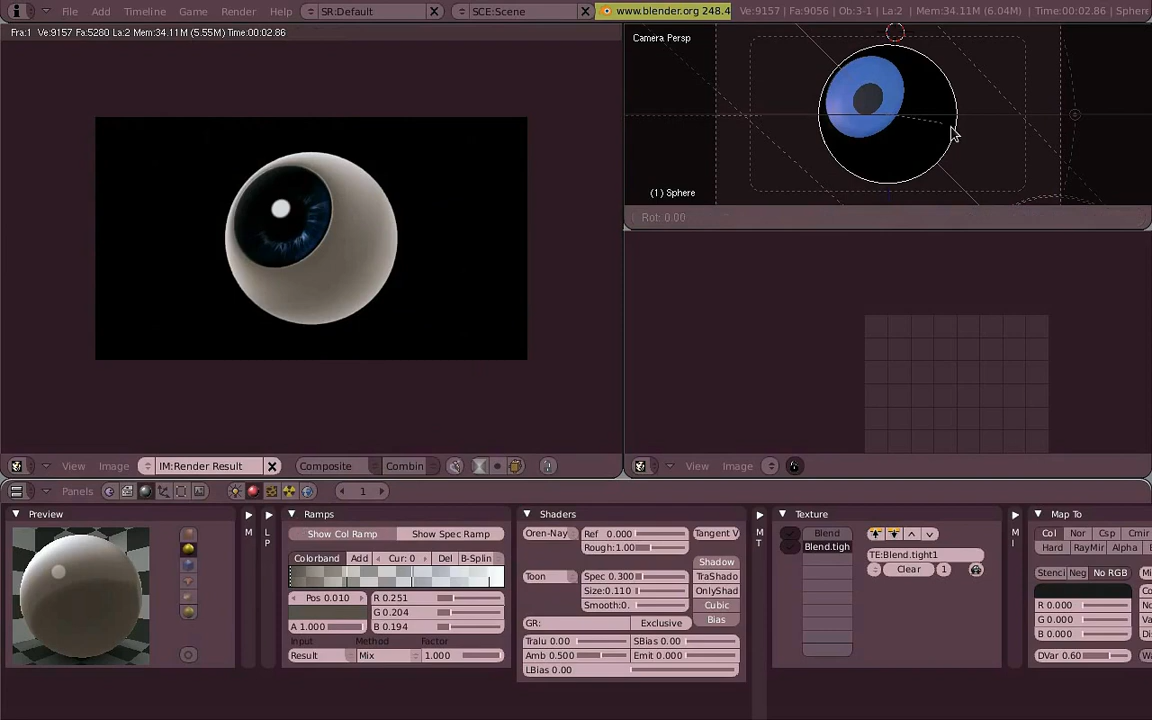 File Add Timeline Game Render Help SR:Default SCE:Scene www.blender.org 248.4 Ve:9157 Fa:9056 Ob:3-1 La:2 Mem:34.11M (6.04M) Time:00:02.86 Spher
Fra:1 Ve:9157 Fa:5280 La:2 Mem:34.11M (5.55M) Time:00:02.86
Camera Persp
(1) Sphere
Rot: 0.00
View Image IM:Render Result Composite Combin
View Image
Panels 1
Preview
M
L
P
Ramps
Show Col Ramp Show Spec Ramp
Colorband Add Cur: 0 Del B-Splin
Pos 0.010 R 0.251
G 0.204
A 1.000 B 0.194
Input Method Factor
Result Mix 1.000
Shaders
Oren-Nay Ref 0.000 Tangent V
Rough:1.00
Shadow
Toon Spec 0.300 TraShado
Size:0.110 OnlyShad
Smooth:0. Cubic
GR: Exclusive Bias
Tralu 0.00 SBias 0.00
Amb 0.500 Emit 0.000
LBias 0.00
M
T
Texture
Blend
Blend.tigh
TE:Blend.tight1
Clear 1
M
I
Map To
Col Nor Csp Cmir
Hard RayMir Alpha
Stenci Neg No RGB
R 0.000
G 0.000
B 0.000
DVar 0.60